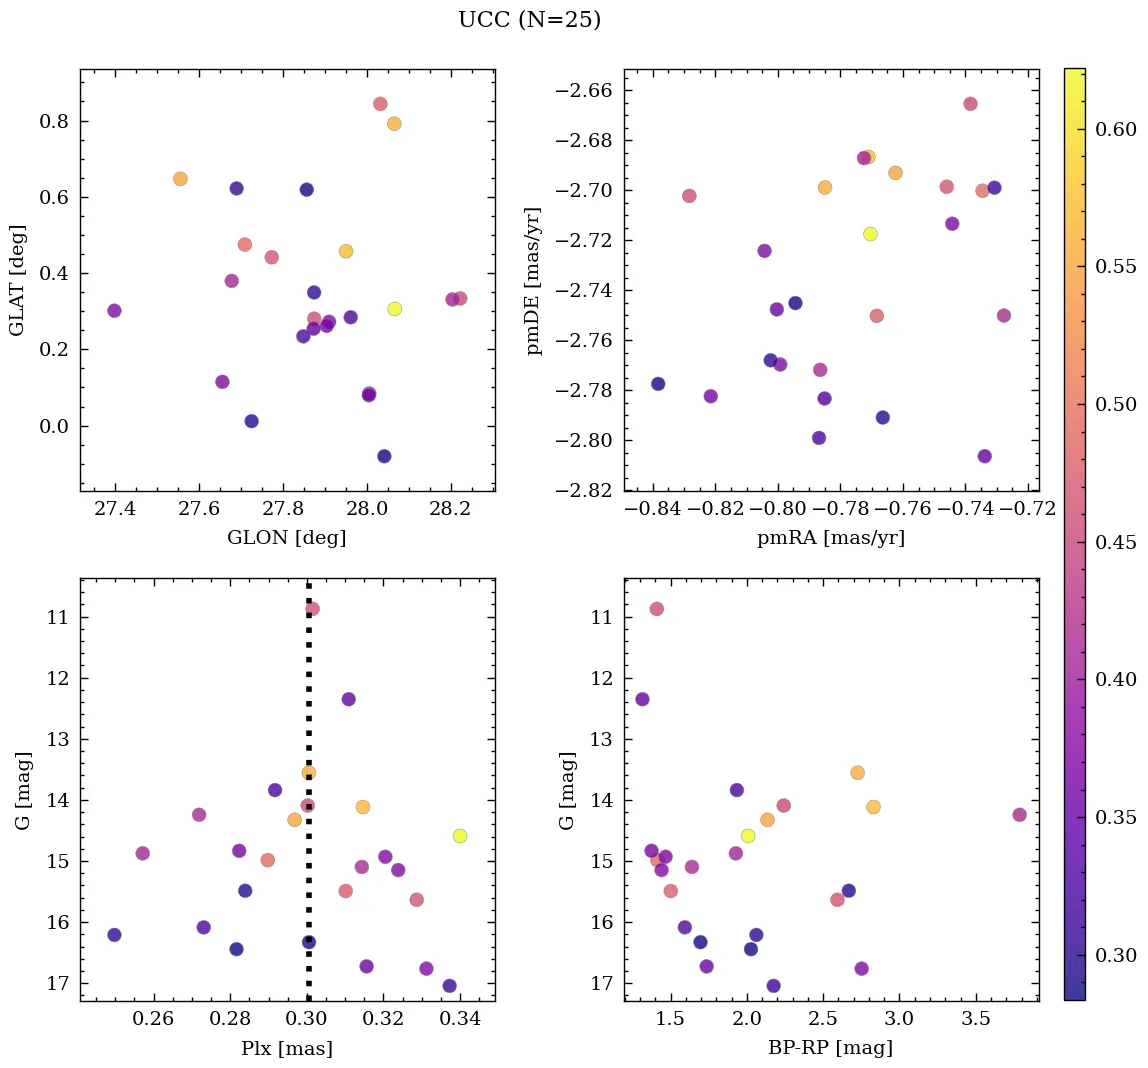 UCC (N=25)
0.8
0.6
0.4
0.2
0.0
GLAT [deg]
27.4 27.6 27.8 28.0 28.2
GLON [deg]
−2.66
−2.68
−2.70
−2.72
−2.74
−2.76
−2.78
−2.80
−2.82
pmDE [mas/yr]
−0.84 −0.82 −0.80 −0.78 −0.76 −0.74 −0.72
pmRA [mas/yr]
11
12
13
14
15
16
17
G [mag]
0.26 0.28 0.30 0.32 0.34
Plx [mas]
11
12
13
14
15
16
17
G [mag]
1.5 2.0 2.5 3.0 3.5
BP-RP [mag]
0.60
0.55
0.50
0.45
0.40
0.35
0.30